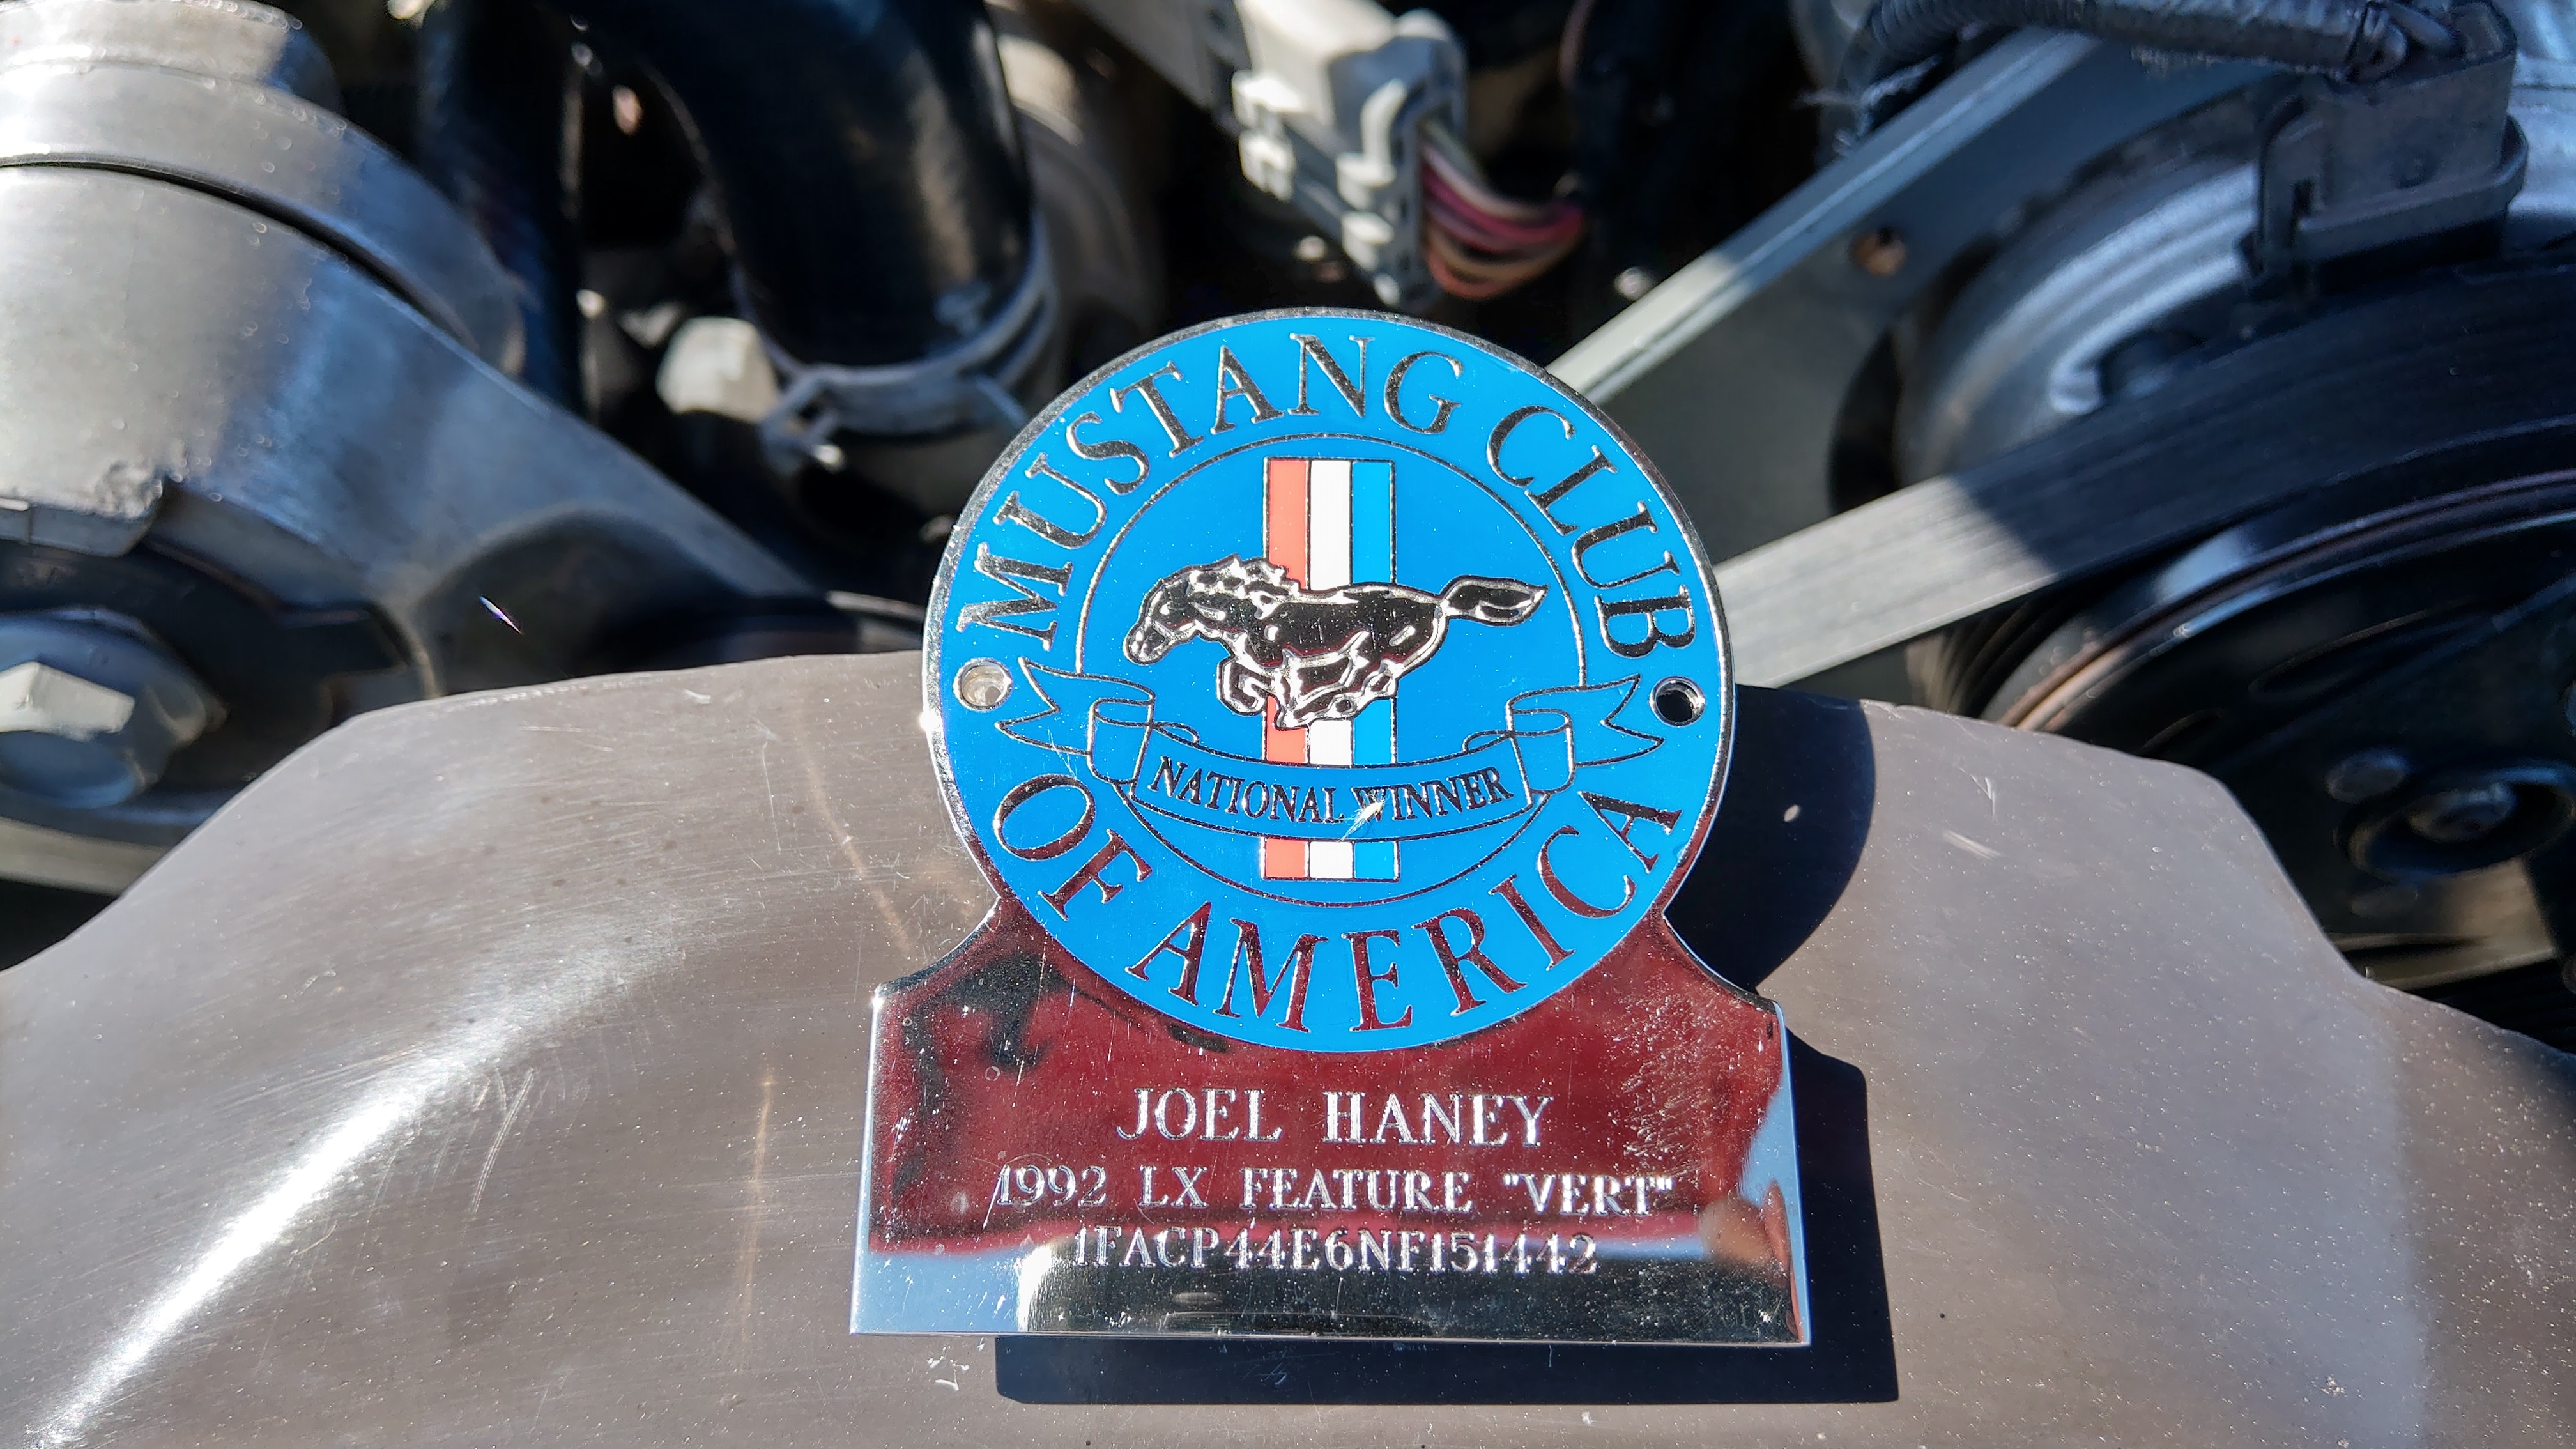 MUSTANG CLUB
OF AMERICA
NATIONAL WINNER
JOEL HANEY
1992 LX FEATURE "VERT"
1FACP44E6NF151442